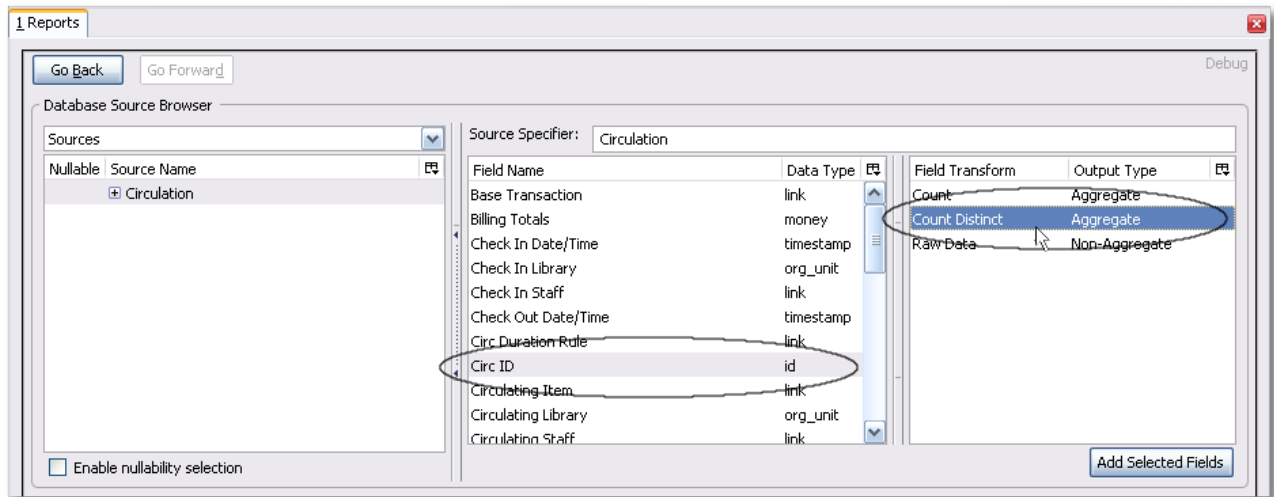 1 Reports
Go Back Go Forward Debug
Database Source Browser
Sources
Nullable Source Name
Circulation
Enable nullability selection
Source Specifier: Circulation
Field Name Data Type
Base Transaction link
Billing Totals money
Check In Date/Time timestamp
Check In Library org_unit
Check In Staff link
Check Out Date/Time timestamp
Circ Duration Rule link
Circ ID id
Circulating Item link
Circulating Library org_unit
Circulating Staff link
Field Transform Output Type
Count Aggregate
Count Distinct Aggregate
Raw Data Non-Aggregate
Add Selected Fields